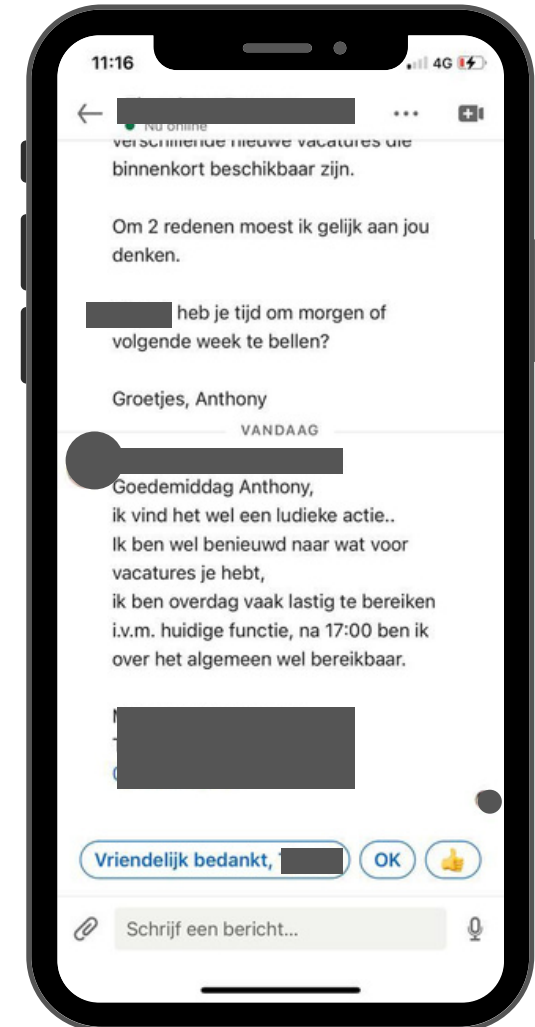 11:16
4G
Nu online
verschillende nieuwe vacatures die
binnenkort beschikbaar zijn.
Om 2 redenen moest ik gelijk aan jou
denken.
heb je tijd om morgen of
volgende week te bellen?
Groetjes, Anthony
VANDAAG
Goedemiddag Anthony,
ik vind het wel een ludieke actie..
Ik ben wel benieuwd naar wat voor
vacatures je hebt,
ik ben overdag vaak lastig te bereiken
i.v.m. huidige functie, na 17:00 ben ik
over het algemeen wel bereikbaar.
Vriendelijk bedankt,
OK
👍
Schrijf een bericht...